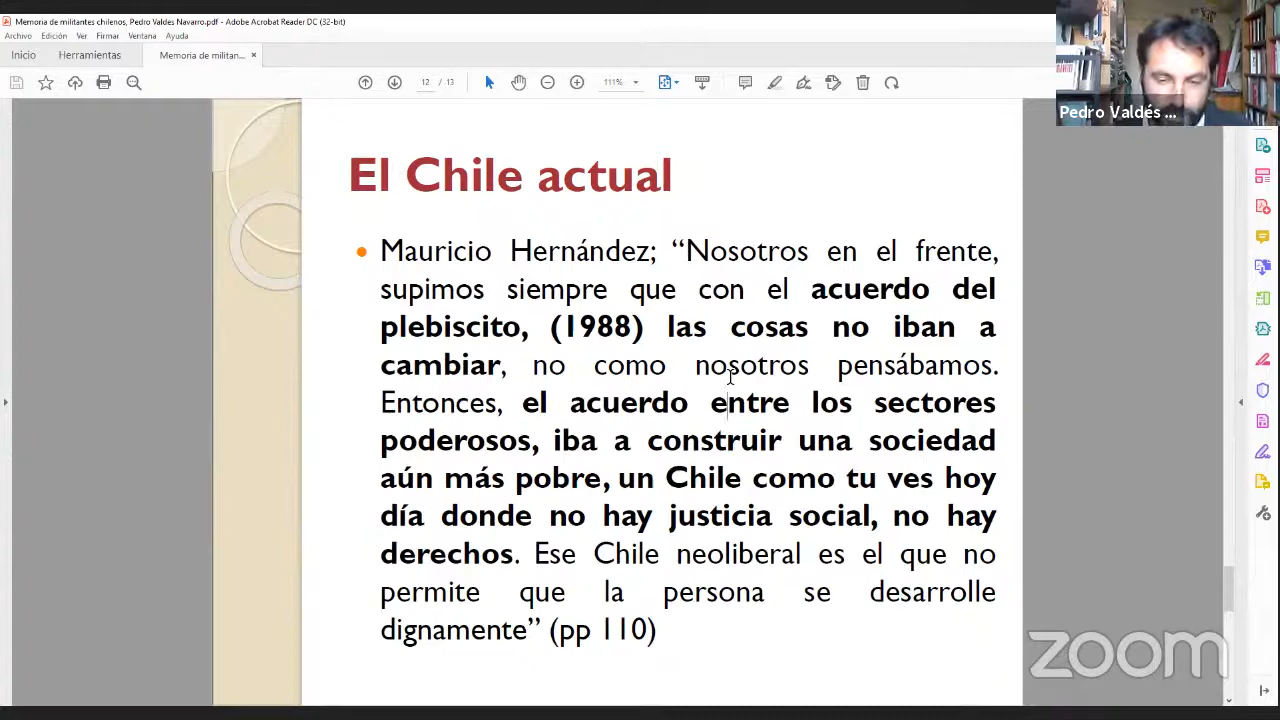 Memoria de militantes chilenos, Pedro Valdes Navarro.pdf - Adobe Acrobat Reader DC (32-bit)
Archivo Edición Ver Firmar Ventana Ayuda
Inicio Herramientas Memoria de militan... ×
12 / 13 111%
Pedro Valdés ...
El Chile actual
• Mauricio Hernández; “Nosotros en el frente,
supimos siempre que con el acuerdo del
plebiscito, (1988) las cosas no iban a
cambiar, no como nosotros pensábamos.
Entonces, el acuerdo entre los sectores
poderosos, iba a construir una sociedad
aún más pobre, un Chile como tu ves hoy
día donde no hay justicia social, no hay
derechos. Ese Chile neoliberal es el que no
permite que la persona se desarrolle
dignamente” (pp 110)
zoom